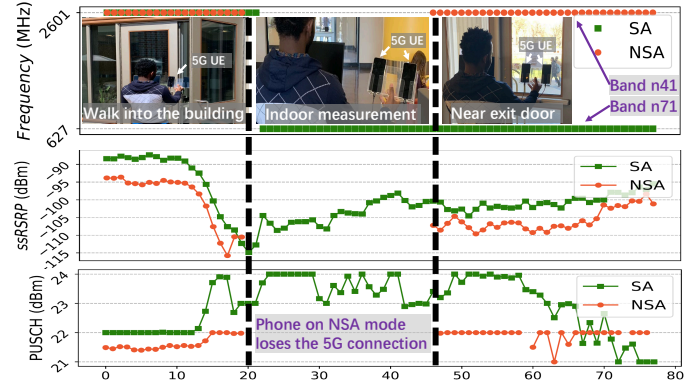 Frequency (MHz)
2601
627
5G UE
5G UE
5G UE
SA
NSA
Band n41
Band n71
Walk into the building
Indoor measurement
Near exit door
ssRSRP (dBm)
−90
−95
−100
−105
−110
−115
SA
NSA
PUSCH (dBm)
24
23
22
21
Phone on NSA mode
loses the 5G connection
SA
NSA
0
10
20
30
40
50
60
70
80